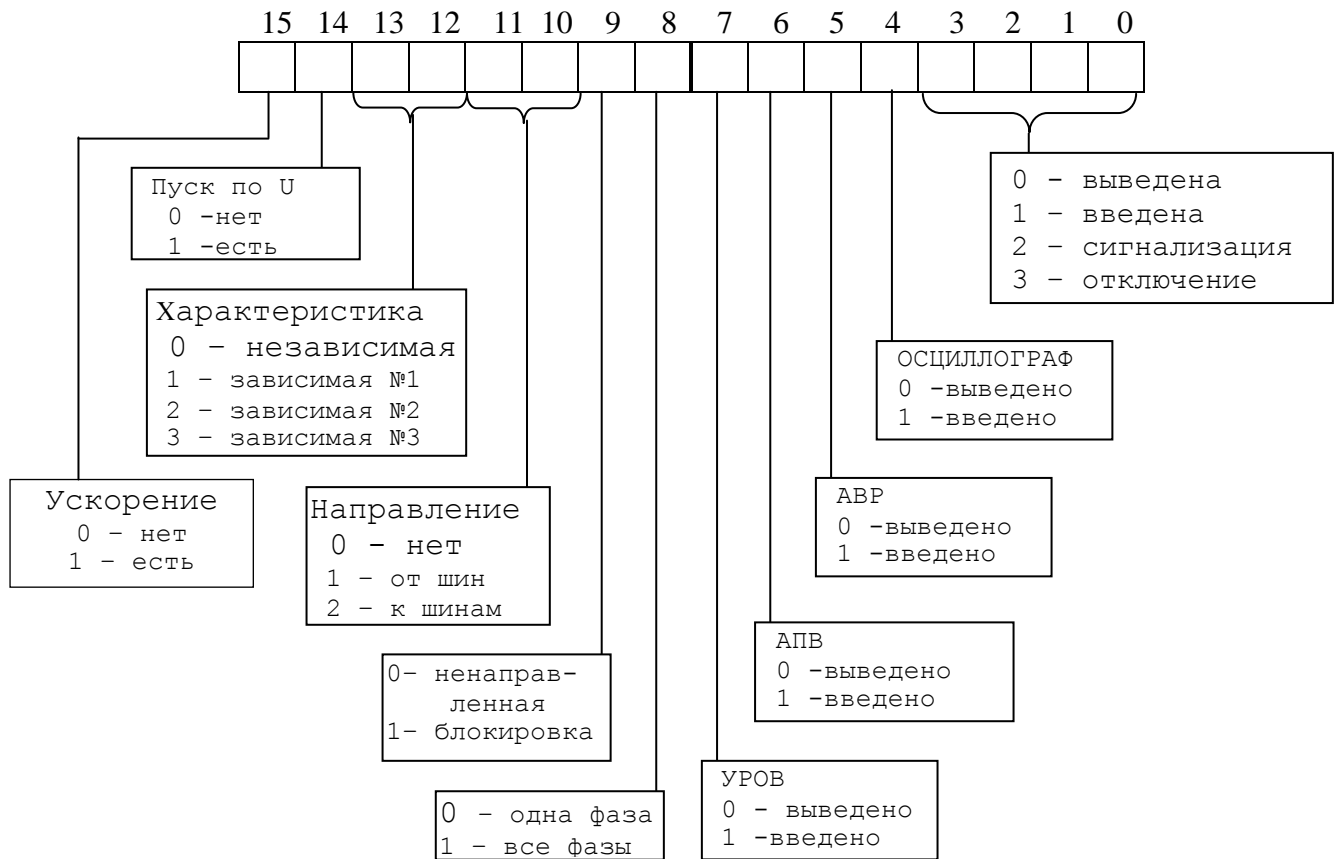 15 14 13 12 11 10 9 8 7 6 5 4 3 2 1 0
Пуск по U
0 -нет
1 -есть
0 - выведена
1 – введена
2 – сигнализация
3 – отключение
Характеристика
0 – независимая
1 – зависимая №1
2 – зависимая №2
3 – зависимая №3
ОСЦИЛЛОГРАФ
0 -выведено
1 -введено
Ускорение
0 – нет
1 – есть
Направление
0 – нет
1 – от шин
2 – к шинам
АВР
0 -выведено
1 -введено
АПВ
0 -выведено
1 -введено
0– ненаправ-
ленная
1– блокировка
УРОВ
0 – выведено
1 -введено
0 – одна фаза
1 – все фазы